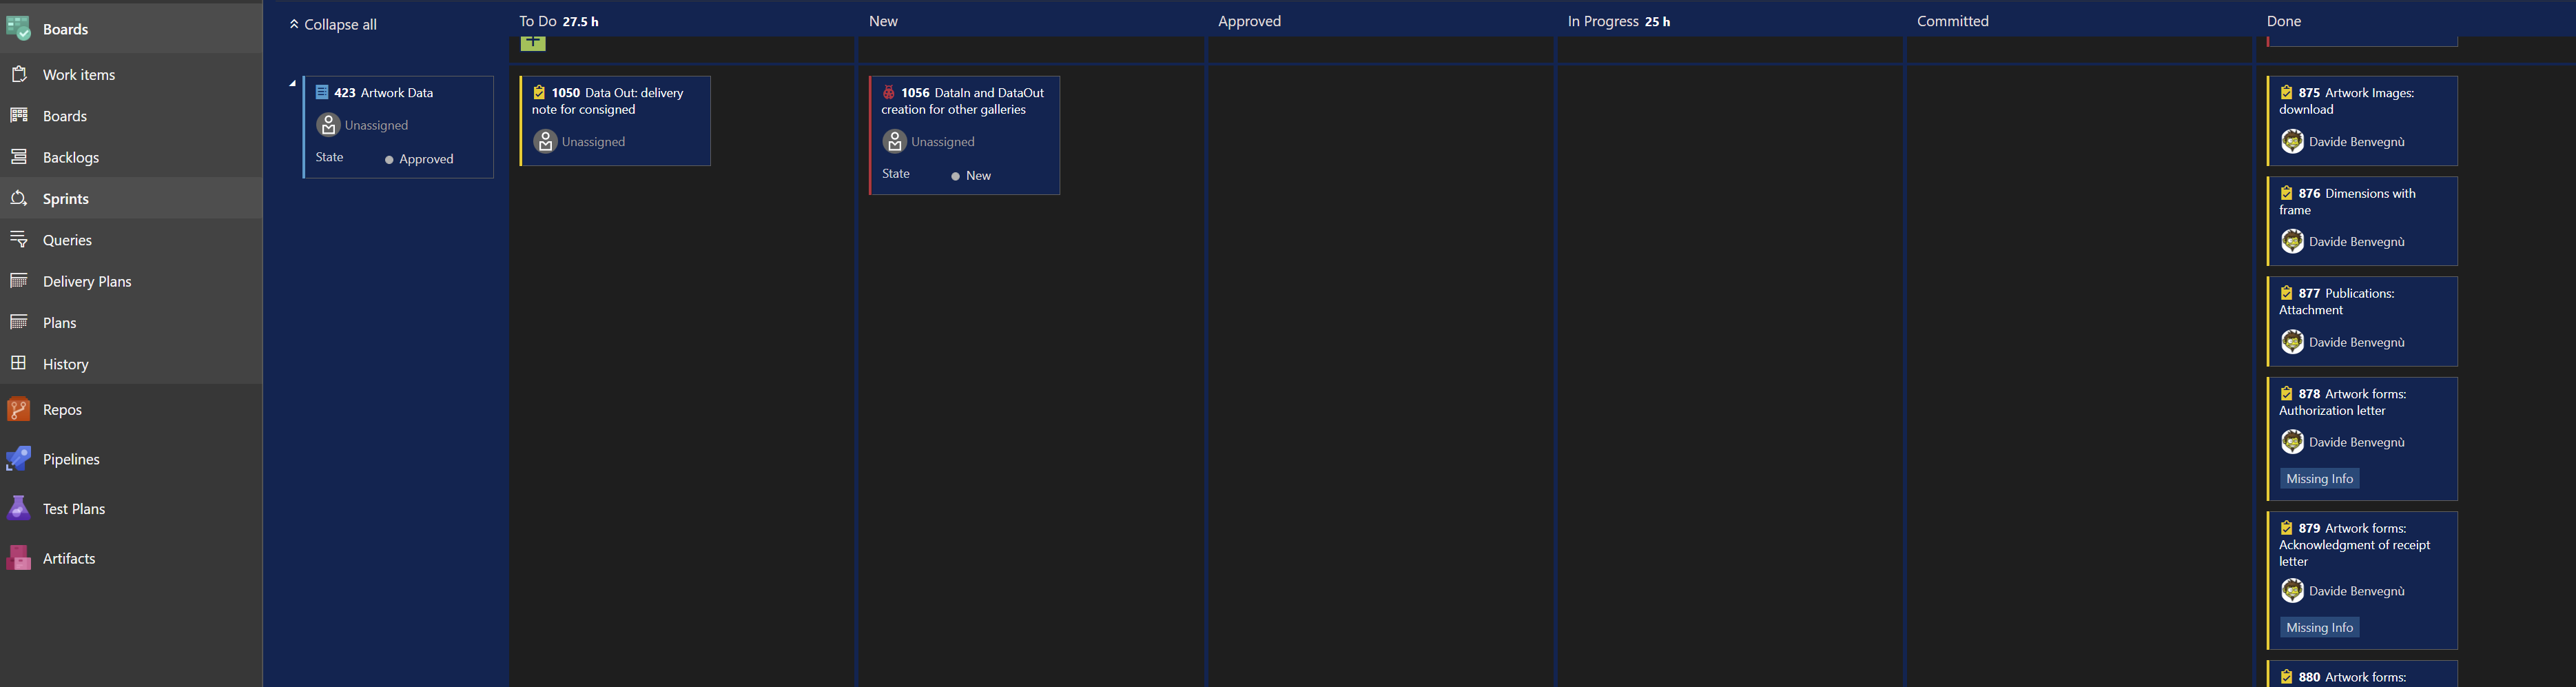 Boards
Work items
Boards
Backlogs
Sprints
Queries
Delivery Plans
Plans
History
Repos
Pipelines
Test Plans
Artifacts
Collapse all
To Do 27.5 h
New
Approved
In Progress 25 h
Committed
Done
423 Artwork Data
Unassigned
State Approved
1050 Data Out: delivery
note for consigned
Unassigned
1056 DataIn and DataOut
creation for other galleries
Unassigned
State New
875 Artwork Images:
download
Davide Benvegnù
876 Dimensions with
frame
Davide Benvegnù
877 Publications:
Attachment
Davide Benvegnù
878 Artwork forms:
Authorization letter
Davide Benvegnù
Missing Info
879 Artwork forms:
Acknowledgment of receipt
letter
Davide Benvegnù
Missing Info
880 Artwork forms: